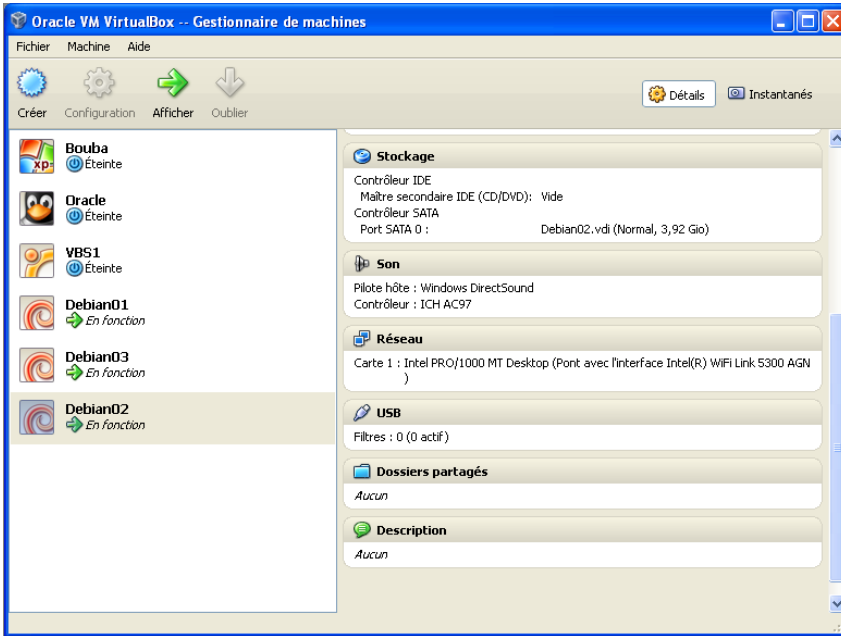 Oracle VM VirtualBox -- Gestionnaire de machines
Fichier Machine Aide
Créer Configuration Afficher Oublier
Détails Instantanés
xp
Bouba
Éteinte
Oracle
Éteinte
VBS1
Éteinte
Debian01
En fonction
Debian03
En fonction
Debian02
En fonction
Stockage
Contrôleur IDE
Maître secondaire IDE (CD/DVD): Vide
Contrôleur SATA
Port SATA 0 : Debian02.vdi (Normal, 3,92 Gio)
Son
Pilote hôte : Windows DirectSound
Contrôleur : ICH AC97
Réseau
Carte 1 : Intel PRO/1000 MT Desktop (Pont avec l'interface Intel(R) WiFi Link 5300 AGN
)
USB
Filtres : 0 (0 actif)
Dossiers partagés
Aucun
Description
Aucun